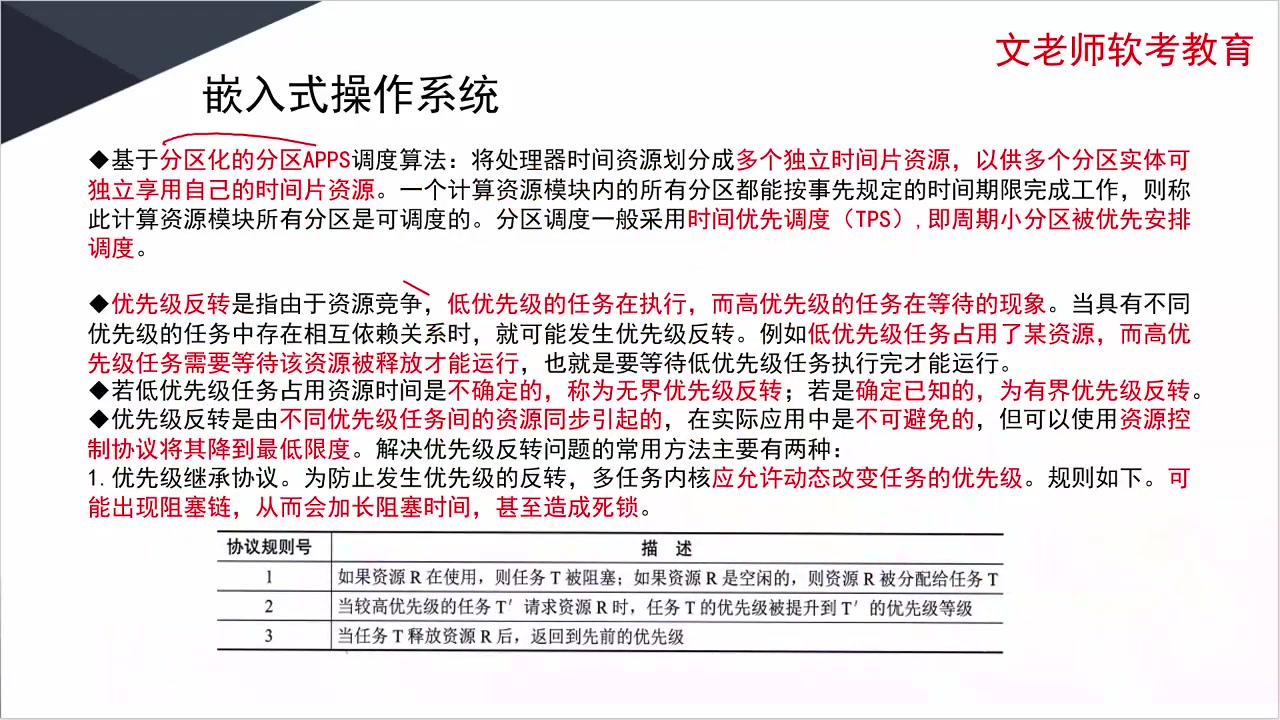 文老师软考教育
嵌入式操作系统
◆基于分区化的分区APPS调度算法：将处理器时间资源划分成多个独立时间片资源，以供多个分区实体可
独立享用自己的时间片资源。一个计算资源模块内的所有分区都能按事先规定的时间期限完成工作，则称
此计算资源模块所有分区是可调度的。分区调度一般采用时间优先调度（TPS）,即周期小分区被优先安排
调度。
◆优先级反转是指由于资源竞争，低优先级的任务在执行，而高优先级的任务在等待的现象。当具有不同
优先级的任务中存在相互依赖关系时，就可能发生优先级反转。例如低优先级任务占用了某资源，而高优
先级任务需要等待该资源被释放才能运行，也就是要等待低优先级任务执行完才能运行。
◆若低优先级任务占用资源时间是不确定的，称为无界优先级反转；若是确定已知的，为有界优先级反转。
◆优先级反转是由不同优先级任务间的资源同步引起的，在实际应用中是不可避免的，但可以使用资源控
制协议将其降到最低限度。解决优先级反转问题的常用方法主要有两种：
1.优先级继承协议。为防止发生优先级的反转，多任务内核应允许动态改变任务的优先级。规则如下。可
能出现阻塞链，从而会加长阻塞时间，甚至造成死锁。
协议规则号 描 述
1 如果资源 R 在使用，则任务 T 被阻塞；如果资源 R 是空闲的，则资源 R 被分配给任务 T
2 当较高优先级的任务 T′ 请求资源 R 时，任务 T 的优先级被提升到 T′ 的优先级等级
3 当任务 T 释放资源 R 后，返回到先前的优先级